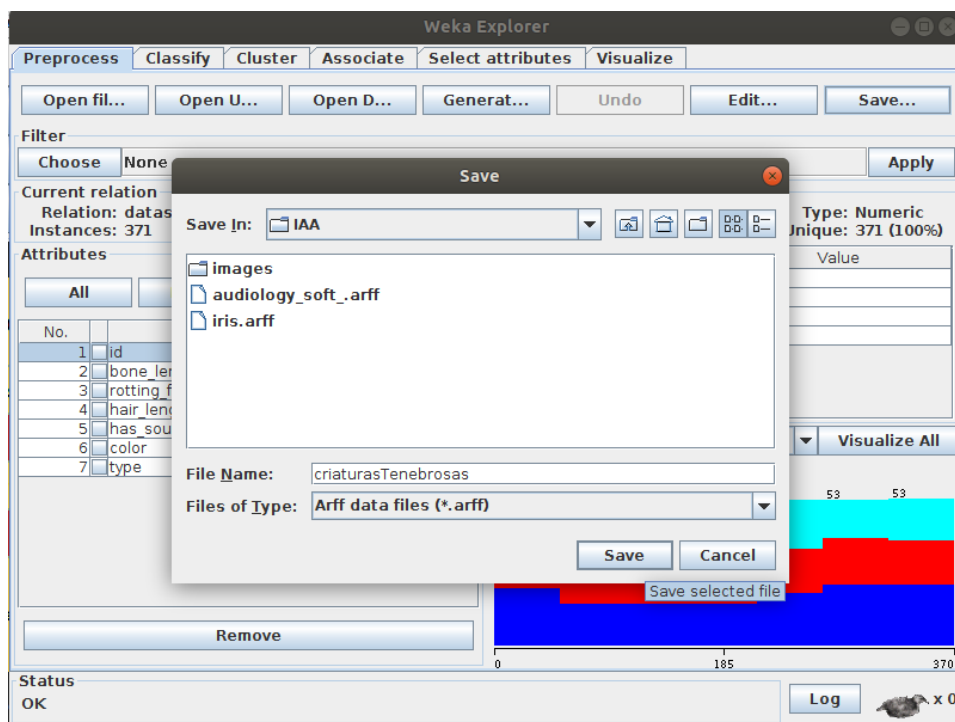 Weka Explorer
Preprocess Classify Cluster Associate Select attributes Visualize
Open fil... Open U... Open D... Generat... Undo Edit... Save...
Filter
Choose None Apply
Save
Current relation
Relation: datas
Instances: 371
Type: Numeric
Unique: 371 (100%)
Save In: IAA
Attributes
All
Value
images
audiology_soft_.arff
iris.arff
No.
1 id
2 bone_len
3 rotting_f
4 hair_leng
5 has_sou
6 color
7 type
Visualize All
File Name: criaturasTenebrosas
Files of Type: Arff data files (*.arff)
53 53
Save Cancel
Save selected file
Remove
0 185 370
Status
OK
Log x 0